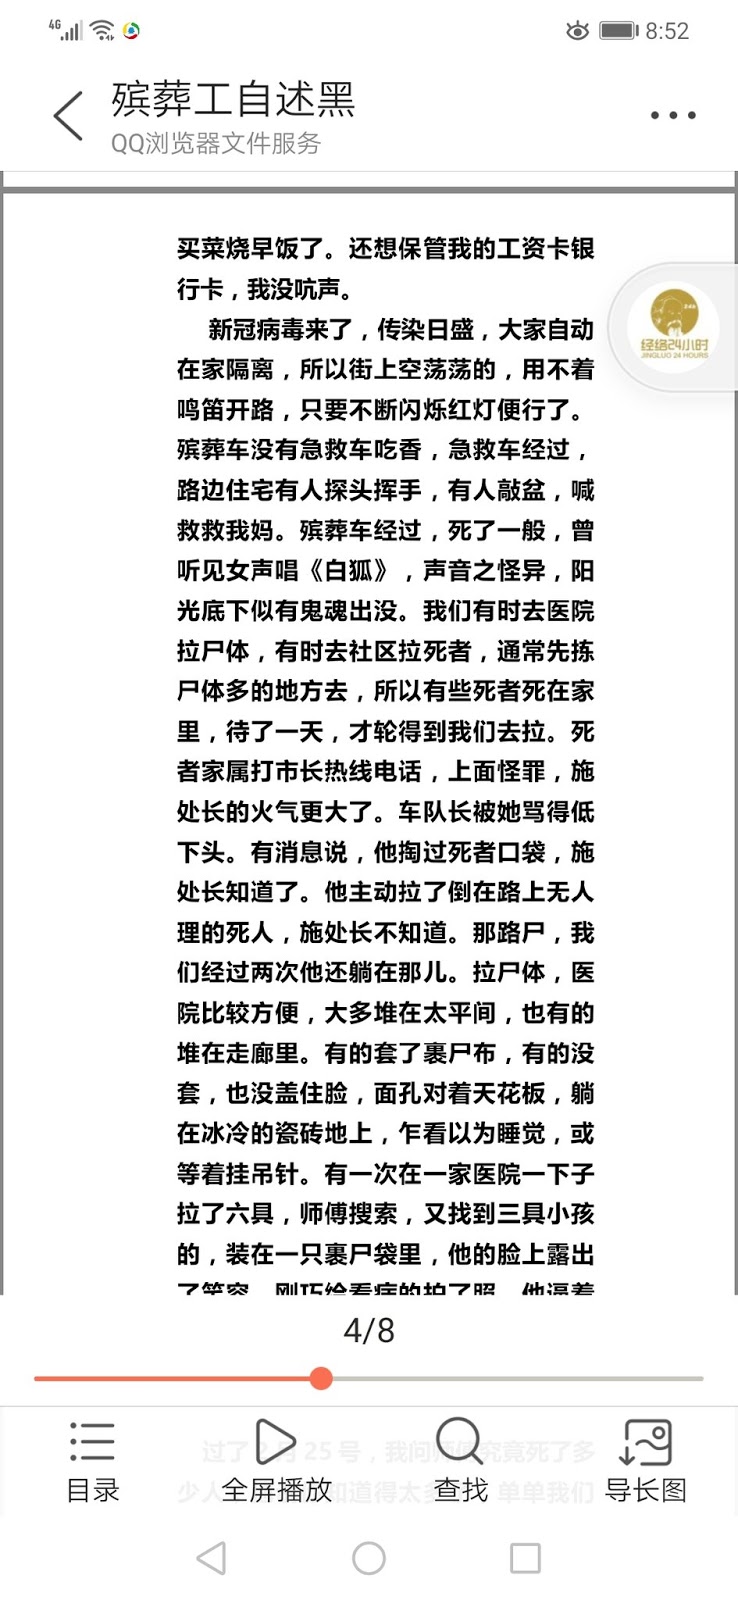 4G
8:52
殡葬工自述黑
QQ浏览器文件服务
买菜烧早饭了。还想保管我的工资卡银
行卡，我没吭声。
新冠病毒来了，传染日盛，大家自动
在家隔离，所以街上空荡荡的，用不着
鸣笛开路，只要不断闪烁红灯便行了。
殡葬车没有急救车吃香，急救车经过，
路边住宅有人探头挥手，有人敲盆，喊
救救我妈。殡葬车经过，死了一般，曾
听见女声唱《白狐》，声音之怪异，阳
光底下似有鬼魂出没。我们有时去医院
拉尸体，有时去社区拉死者，通常先拣
尸体多的地方去，所以有些死者死在家
里，待了一天，才轮得到我们去拉。死
者家属打市长热线电话，上面怪罪，施
处长的火气更大了。车队长被她骂得低
下头。有消息说，他掏过死者口袋，施
处长知道了。他主动拉了倒在路上无人
理的死人，施处长不知道。那路尸，我
们经过两次他还躺在那儿。拉尸体，医
院比较方便，大多堆在太平间，也有的
堆在走廊里。有的套了裹尸布，有的没
套，也没盖住脸，面孔对着天花板，躺
在冰冷的瓷砖地上，乍看以为睡觉，或
等着挂吊针。有一次在一家医院一下子
拉了六具，师傅搜索，又找到三具小孩
的，装在一只裹尸袋里，他的脸上露出
了笑容，刚巧给看病的拍了照，他逼着
经络24小时
JINGLUO 24 HOURS
4/8
过了2月25号，我问师傅究竟死了多
少人 知道得太多 单单我们
目录
全屏播放
查找
导长图